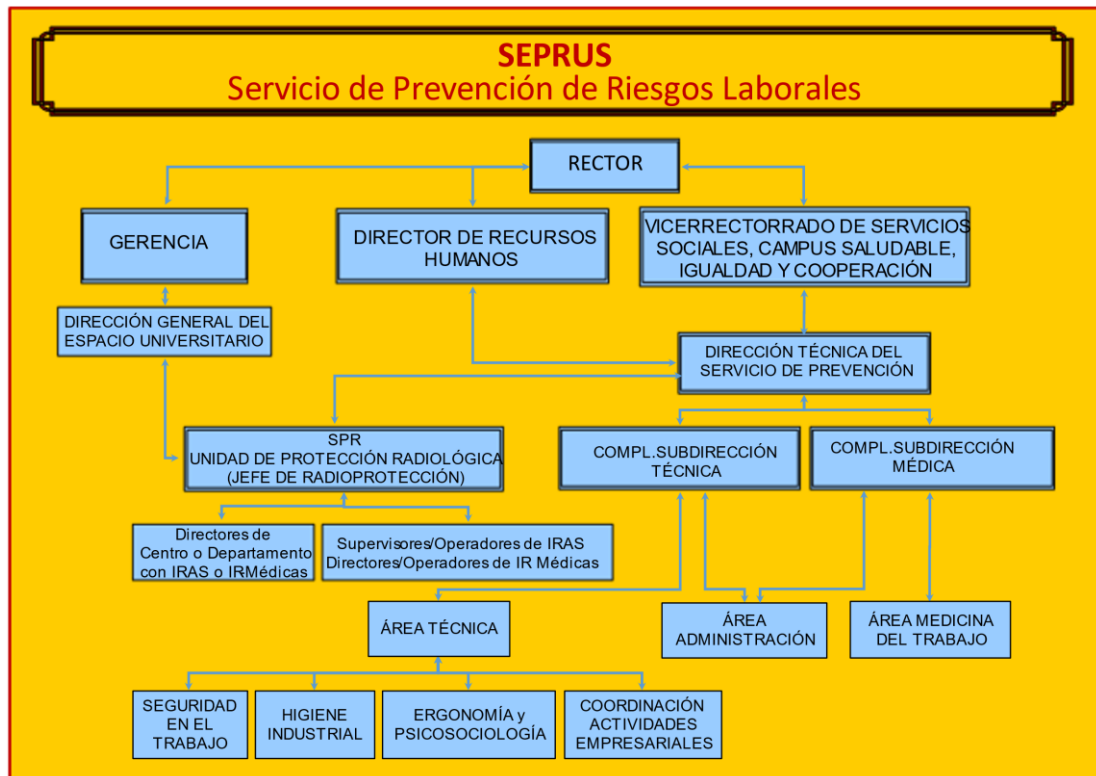 SEPRUS
Servicio de Prevención de Riesgos Laborales
RECTOR
GERENCIA
DIRECTOR DE RECURSOS
HUMANOS
VICERRECTORRADO DE SERVICIOS
SOCIALES, CAMPUS SALUDABLE,
IGUALDAD Y COOPERACIÓN
DIRECCIÓN GENERAL DEL
ESPACIO UNIVERSITARIO
DIRECCIÓN TÉCNICA DEL
SERVICIO DE PREVENCIÓN
SPR
UNIDAD DE PROTECCIÓN RADIOLÓGICA
(JEFE DE RADIOPROTECCIÓN)
COMPL.SUBDIRECCIÓN
TÉCNICA
COMPL.SUBDIRECCIÓN
MÉDICA
Directores de
Centro o Departamento
con IRAS o IRMédicas
Supervisores/Operadores de IRAS
Directores/Operadores de IR Médicas
ÁREA TÉCNICA
ÁREA
ADMINISTRACIÓN
ÁREA MEDICINA
DEL TRABAJO
SEGURIDAD
EN EL
TRABAJO
HIGIENE
INDUSTRIAL
ERGONOMÍA y
PSICOSOCIOLOGÍA
COORDINACIÓN
ACTIVIDADES
EMPRESARIALES